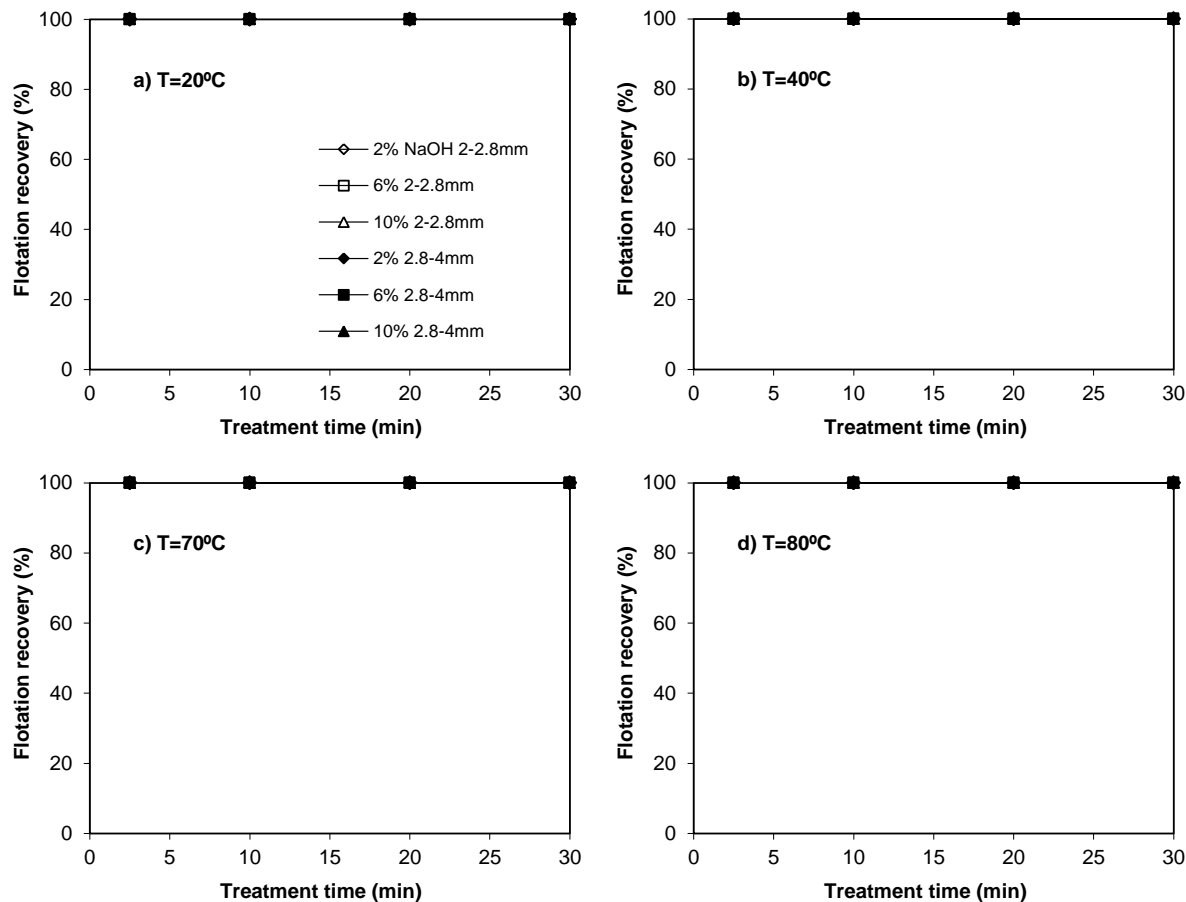 100
80
60
40
20
0
Flotation recovery (%)
a) T=20ºC
2% NaOH 2-2.8mm
6% 2-2.8mm
10% 2-2.8mm
2% 2.8-4mm
6% 2.8-4mm
10% 2.8-4mm
0 5 10 15 20 25 30
Treatment time (min)
100
80
60
40
20
0
Flotation recovery (%)
b) T=40ºC
0 5 10 15 20 25 30
Treatment time (min)
100
80
60
40
20
0
Flotation recovery (%)
c) T=70ºC
0 5 10 15 20 25 30
Treatment time (min)
100
80
60
40
20
0
Flotation recovery (%)
d) T=80ºC
0 5 10 15 20 25 30
Treatment time (min)